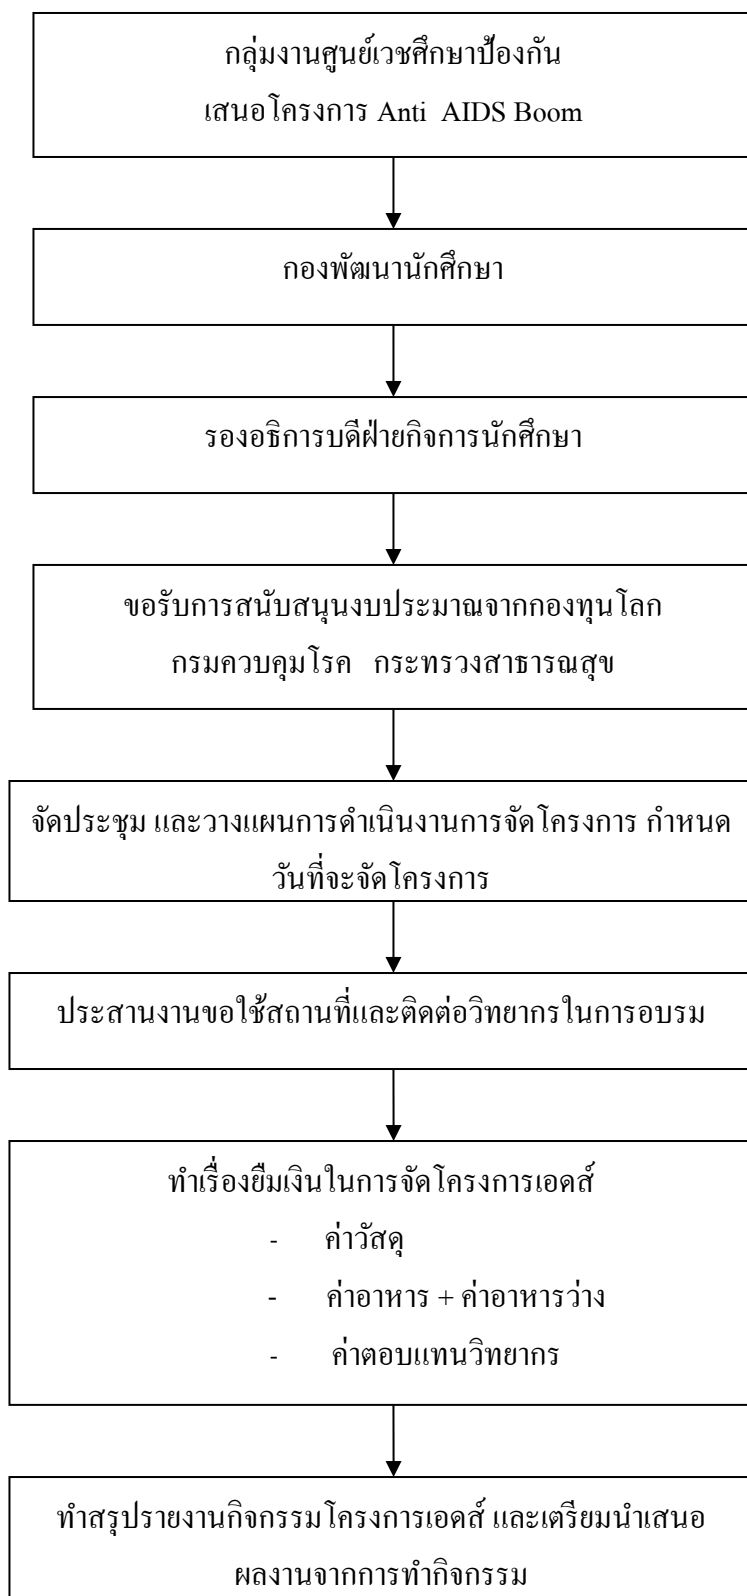 กลุ่มงานศูนย์เวชศึกษาป้องกัน
เสนอโครงการ Anti AIDS Boom
กองพัฒนานักศึกษา
รองอธิการบดีฝ่ายกิจการนักศึกษา
ขอรับการสนับสนุนงบประมาณจากกองทุนโลก
กรมควบคุมโรค กระทรวงสาธารณสุข
จัดประชุม และวางแผนการดำเนินงานการจัดโครงการ กำหนด
วันที่จะจัดโครงการ
ประสานงานขอใช้สถานที่และติดต่อวิทยากรในการอบรม
ทำเรื่องยืมเงินในการจัดโครงการเอดส์
- ค่าวัสดุ
- ค่าอาหาร + ค่าอาหารว่าง
- ค่าตอบแทนวิทยากร
ทำสรุปรายงานกิจกรรมโครงการเอดส์ และเตรียมนำเสนอ
ผลงานจากการทำกิจกรรม